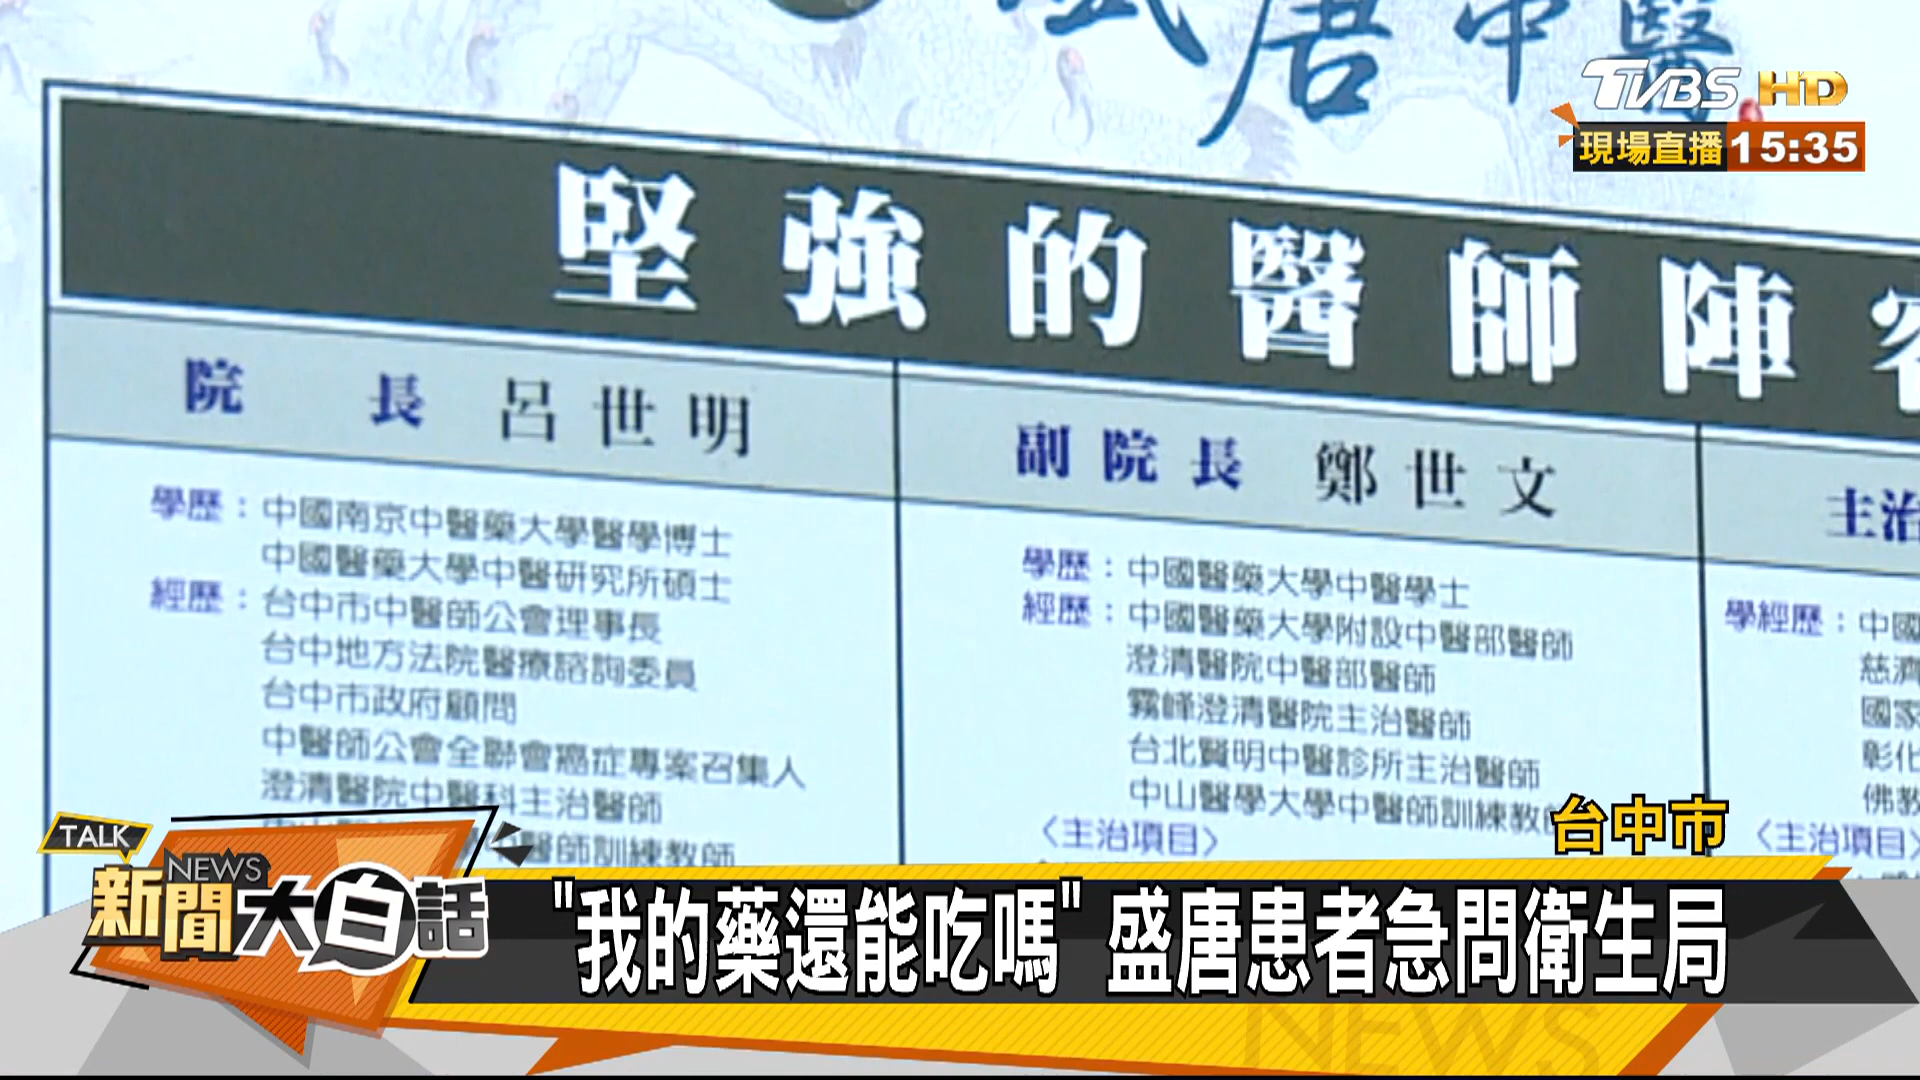 盛唐中醫
TVBS HD
現場直播 15:35
堅強的醫師陣容
院長 呂世明
學歷：中國南京中醫藥大學醫學博士
中國醫藥大學中醫研究所碩士
經歷：台中市中醫師公會理事長
台中地方法院醫療諮詢委員
台中市政府顧問
中醫師公會全聯會癌症專案召集人
澄清醫院中醫科主治醫師
醫師訓練教師
副院長 鄭世文
學歷：中國醫藥大學中醫學士
經歷：中國醫藥大學附設中醫部醫師
澄清醫院中醫部醫師
霧峰澄清醫院主治醫師
台北賢明中醫診所主治醫師
中山醫學大學中醫師訓練教
〈主治項目〉
主治
學經歷：中國
慈濟
國家
彰化
佛教
〈主治項目〉
台中市
TALK
NEWS
新聞大白話
"我的藥還能吃嗎" 盛唐患者急問衛生局
NEWS